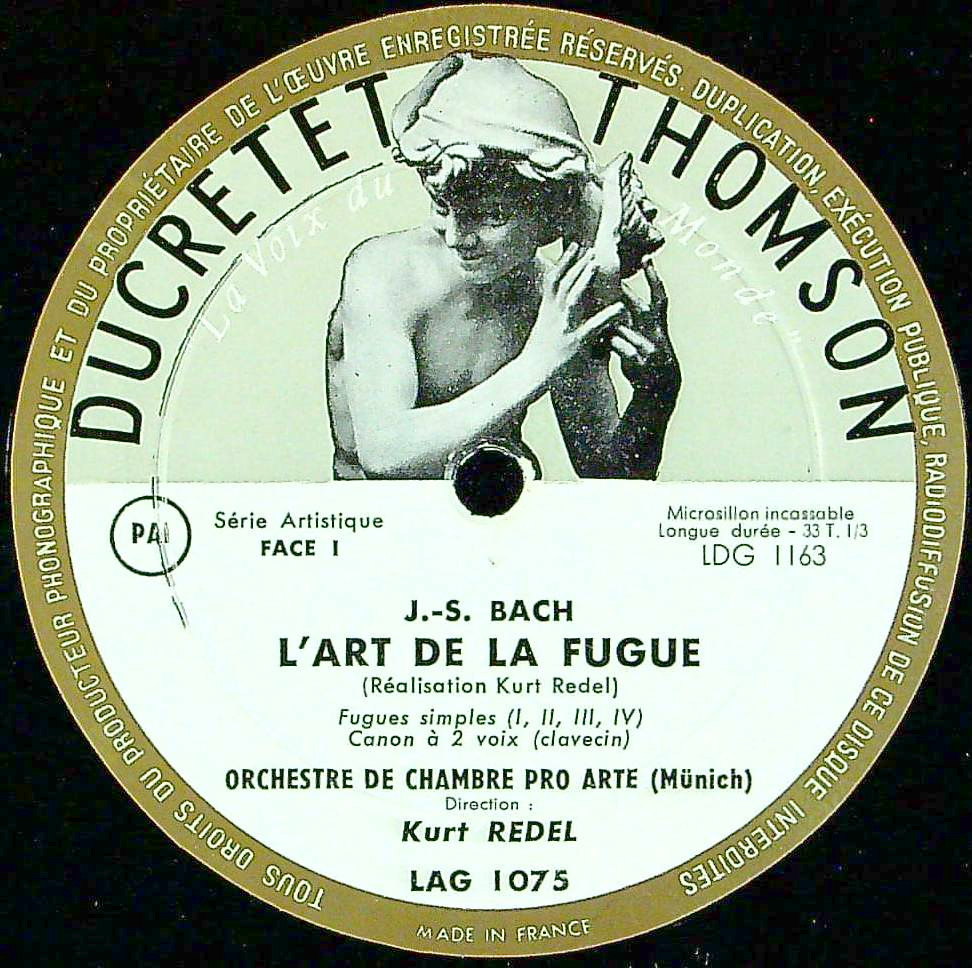 TOUS DROITS DU PRODUCTEUR PHONOGRAPHIQUE ET DU PROPRIÉTAIRE DE L'ŒUVRE ENREGISTRÉE RÉSERVÉS. DUPLICATION, EXÉCUTION PUBLIQUE, RADIODIFFUSION DE CE DISQUE INTERDITES
DUCRETET THOMSON
La Voix du Monde"
PAI
Série Artistique
FACE I
Microsillon incassable
Longue durée - 33 T. 1/3
LDG 1163
J.-S. BACH
L'ART DE LA FUGUE
(Réalisation Kurt Redel)
Fugues simples (I, II, III, IV)
Canon à 2 voix (clavecin)
ORCHESTRE DE CHAMBRE PRO ARTE (Münich)
Direction :
Kurt REDEL
LAG 1075
MADE IN FRANCE